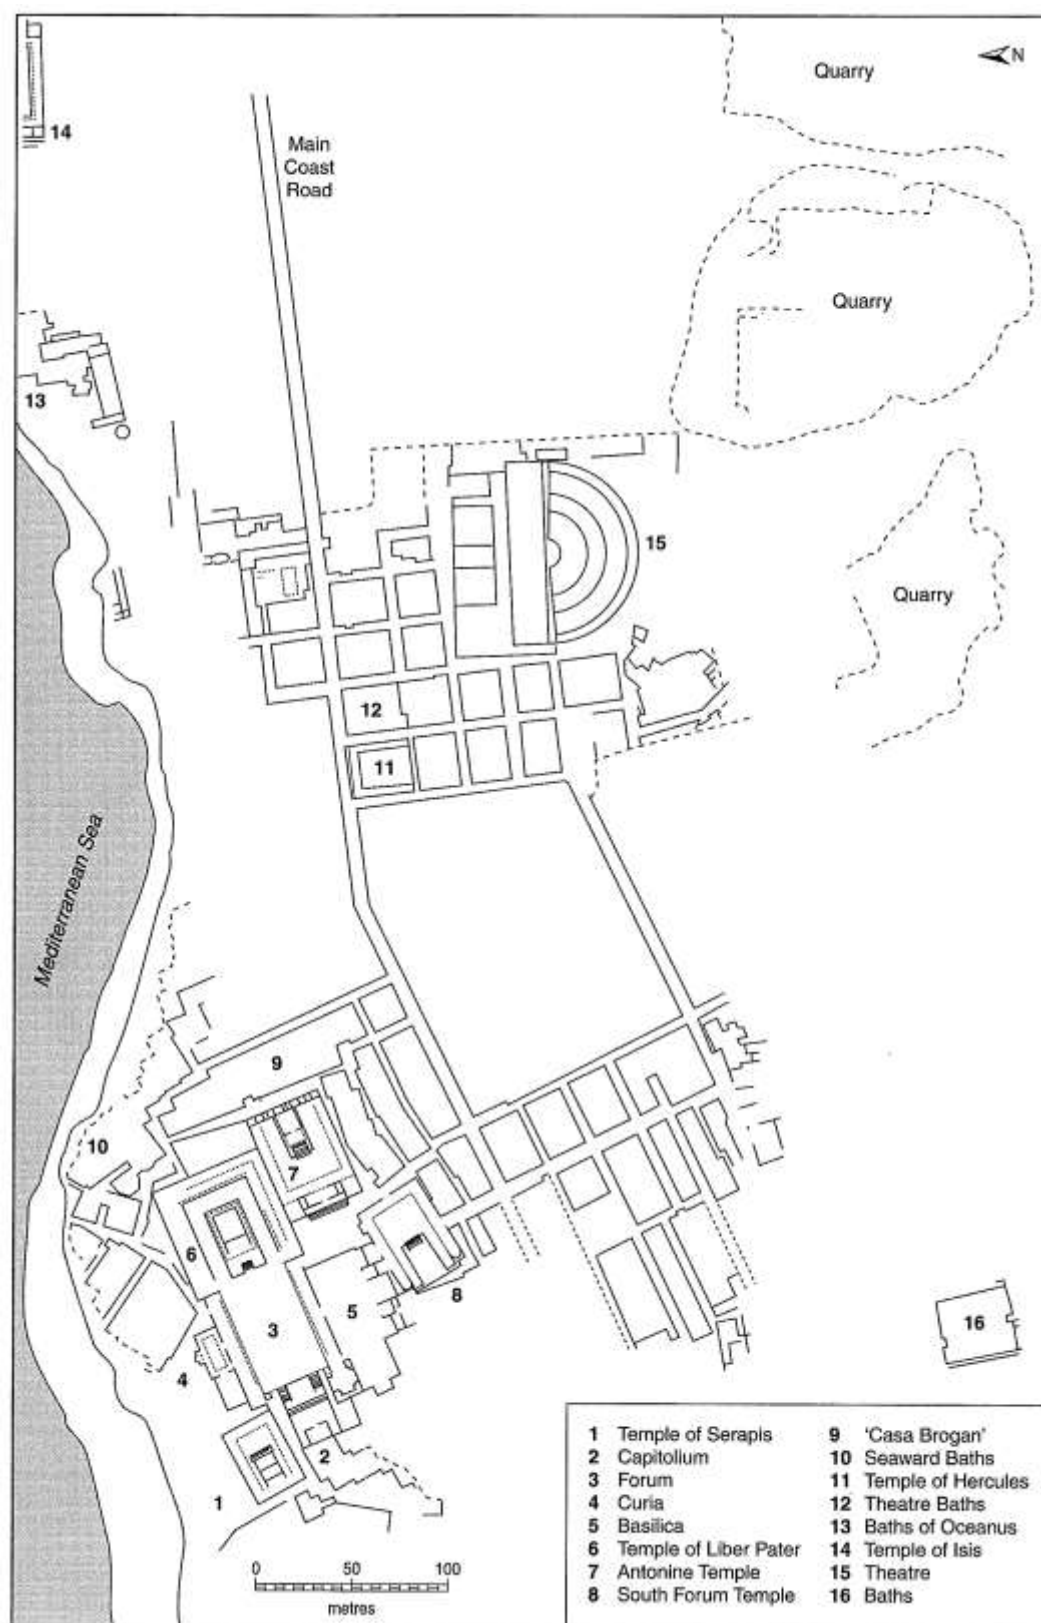 Quarry
N
14
Main
Coast
Road
Quarry
13
15
Quarry
12
11
Mediterranean Sea
9
10
7
6
8
5
3
16
4
2
1
1 Temple of Serapis
2 Capitolium
3 Forum
4 Curia
5 Basilica
6 Temple of Liber Pater
7 Antonine Temple
8 South Forum Temple
9 'Casa Brogan'
10 Seaward Baths
11 Temple of Hercules
12 Theatre Baths
13 Baths of Oceanus
14 Temple of Isis
15 Theatre
16 Baths
0 50 100
metres